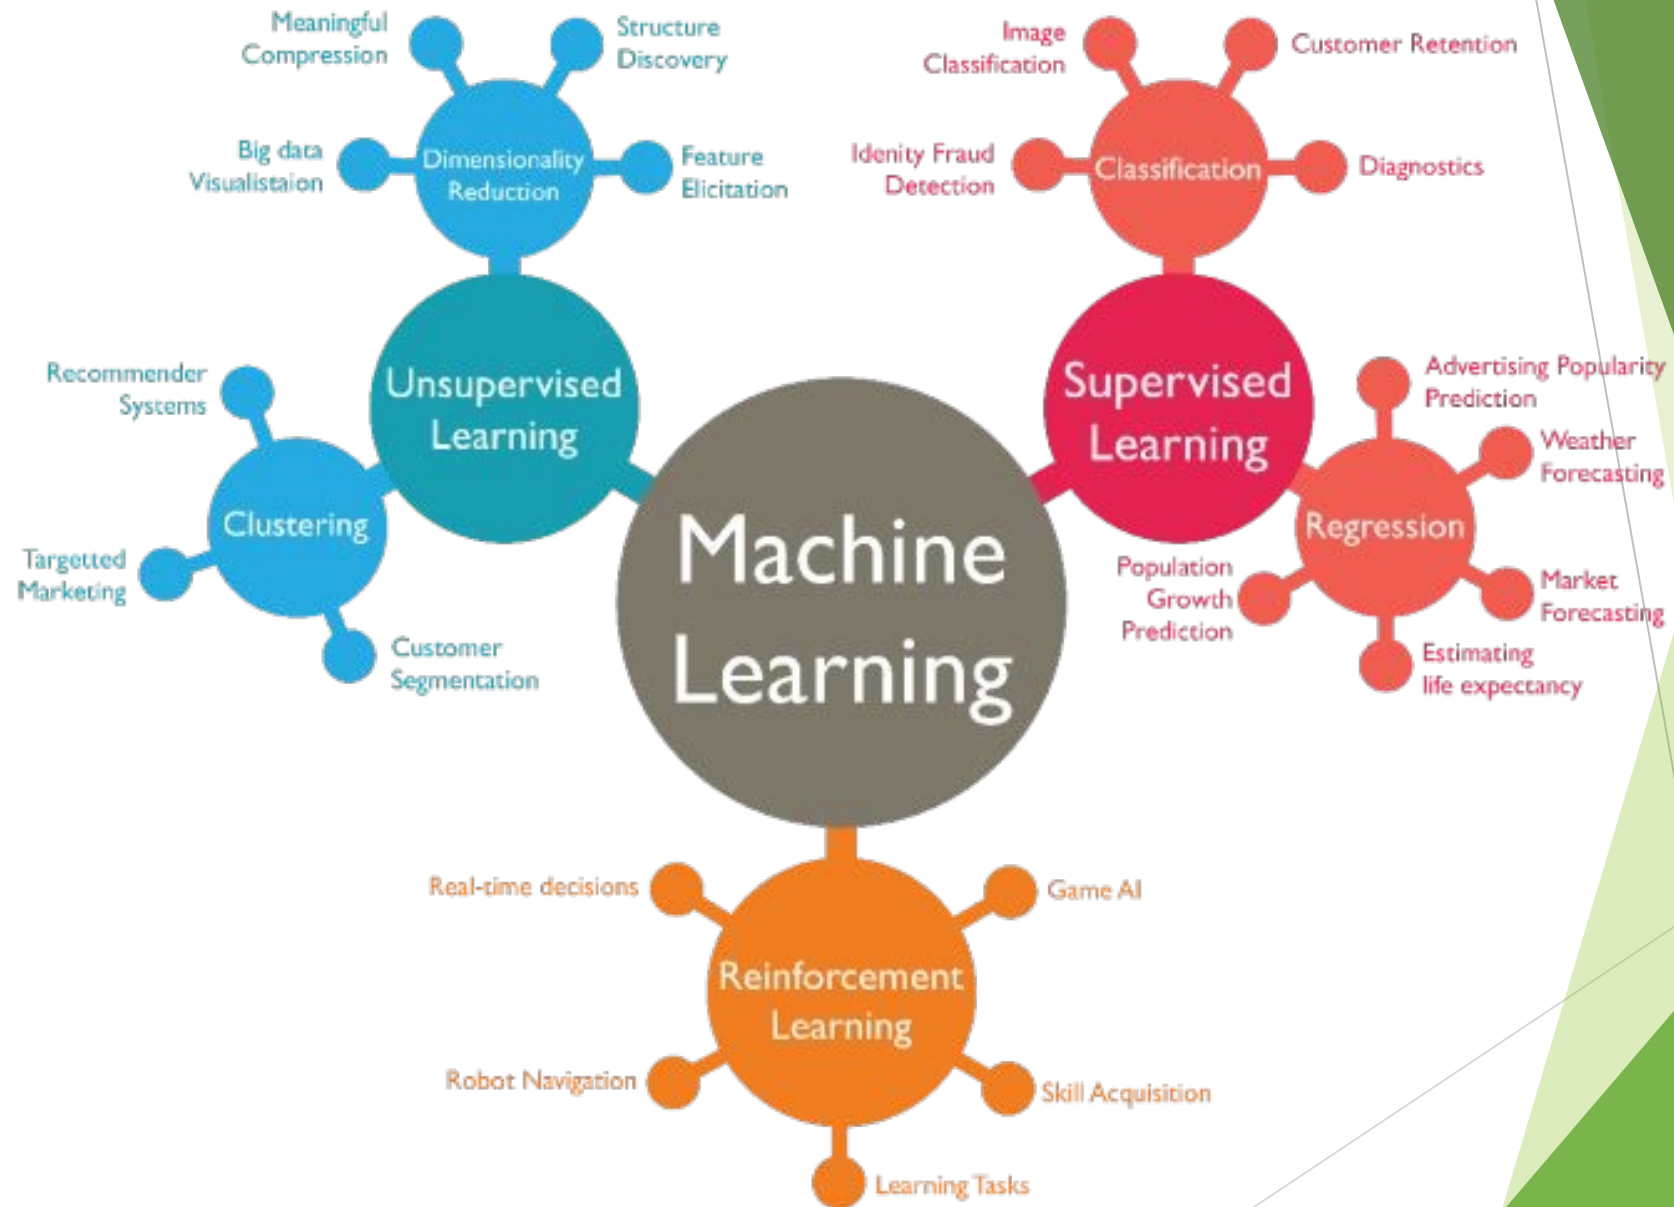 Meaningful
Compression
Structure
Discovery
Big data
Visualistaion
Dimensionality
Reduction
Feature
Elicitation
Image
Classification
Customer Retention
Idenity Fraud
Detection
Classification
Diagnostics
Recommender
Systems
Unsupervised
Learning
Clustering
Targetted
Marketing
Customer
Segmentation
Supervised
Learning
Advertising Popularity
Prediction
Weather
Forecasting
Regression
Population
Growth
Prediction
Market
Forecasting
Estimating
life expectancy
Machine
Learning
Real-time decisions
Game AI
Reinforcement
Learning
Robot Navigation
Skill Acquisition
Learning Tasks